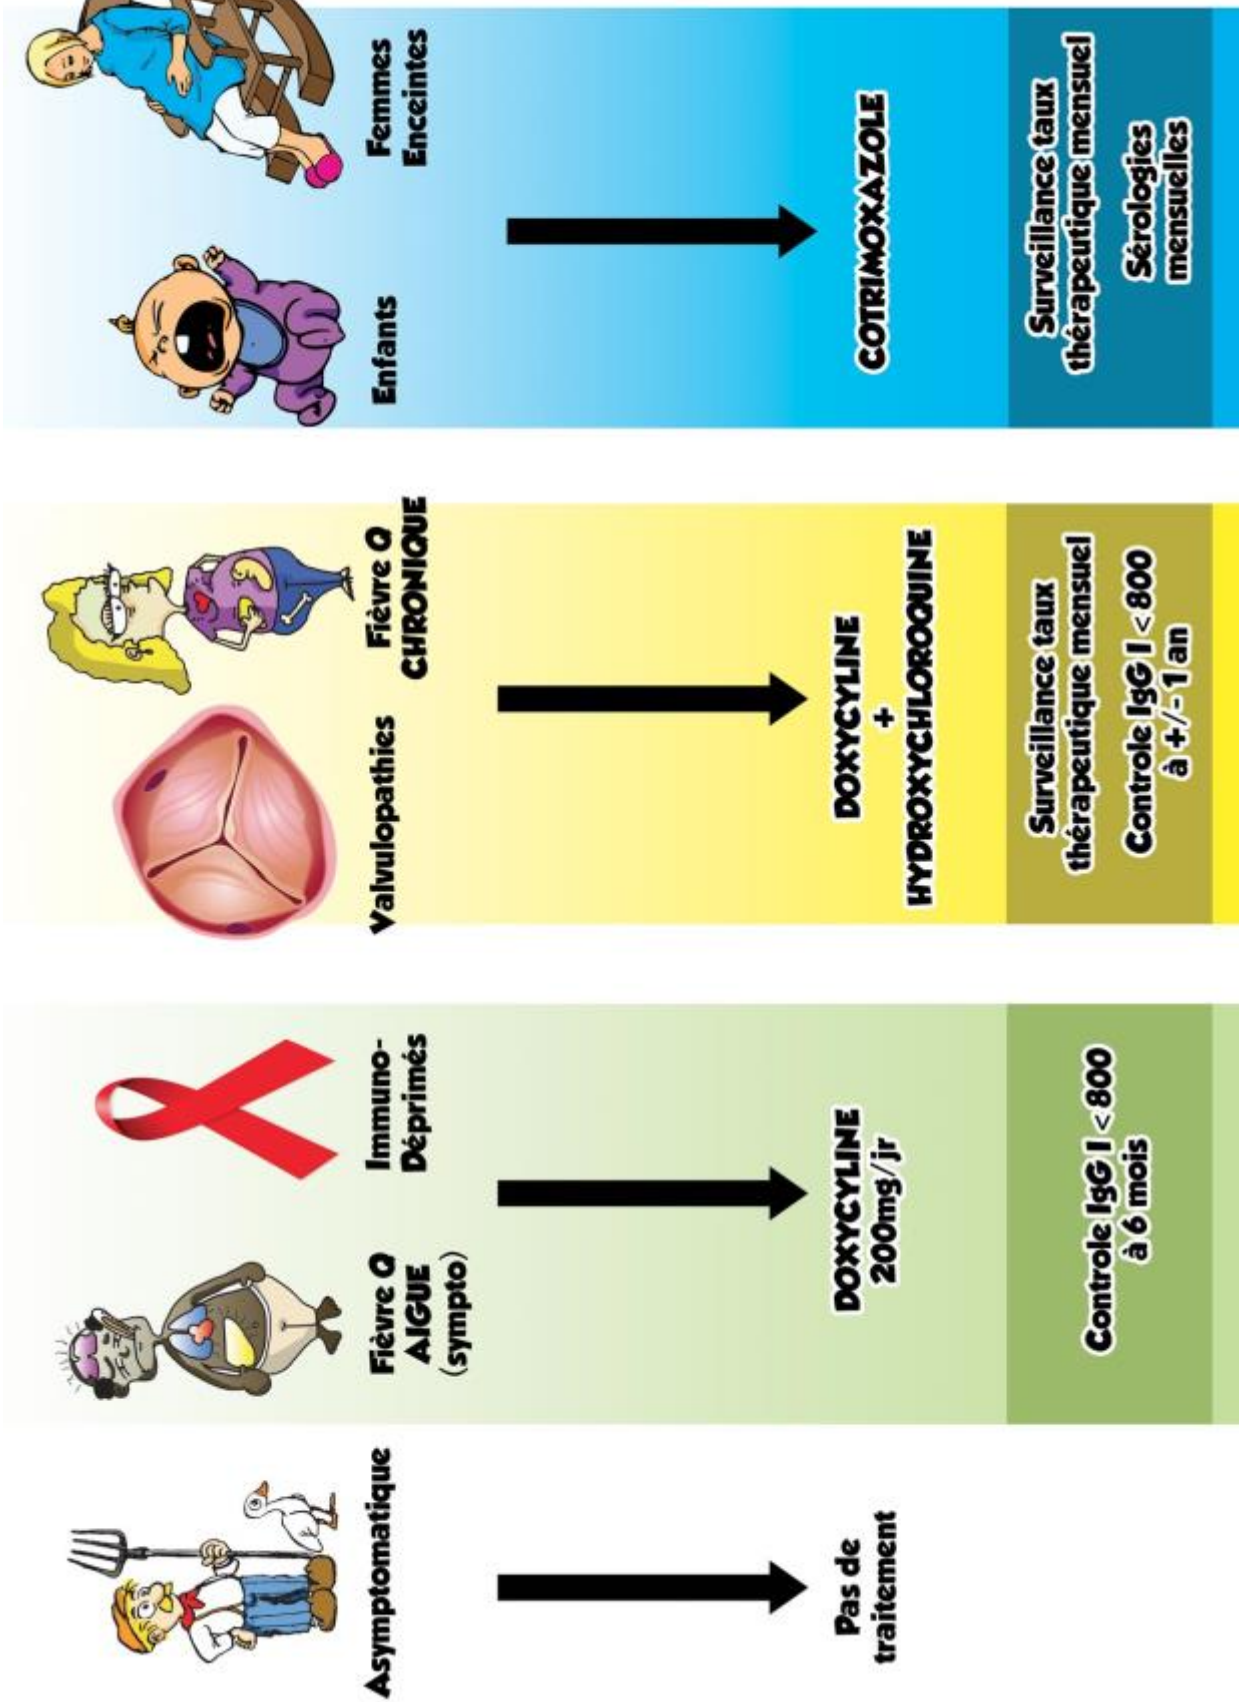 Asymptomatique
Pas de
traitement
Fièvre Q
AIGUE
(sympto)
Immuno-
Déprimés
DOXYCYLINE
200mg/jr
Controle IgG I < 800
à 6 mois
Valvulopathies
Fièvre Q
CHRONIQUE
DOXYCYLINE
+
HYDROXYCHLOROQUINE
Surveillance taux
thérapeutique mensuel
Controle IgG I < 800
à +/- 1 an
Enfants
Femmes
Enceintes
COTRIMOXAZOLE
Surveillance taux
thérapeutique mensuel
Sérologies
mensuelles